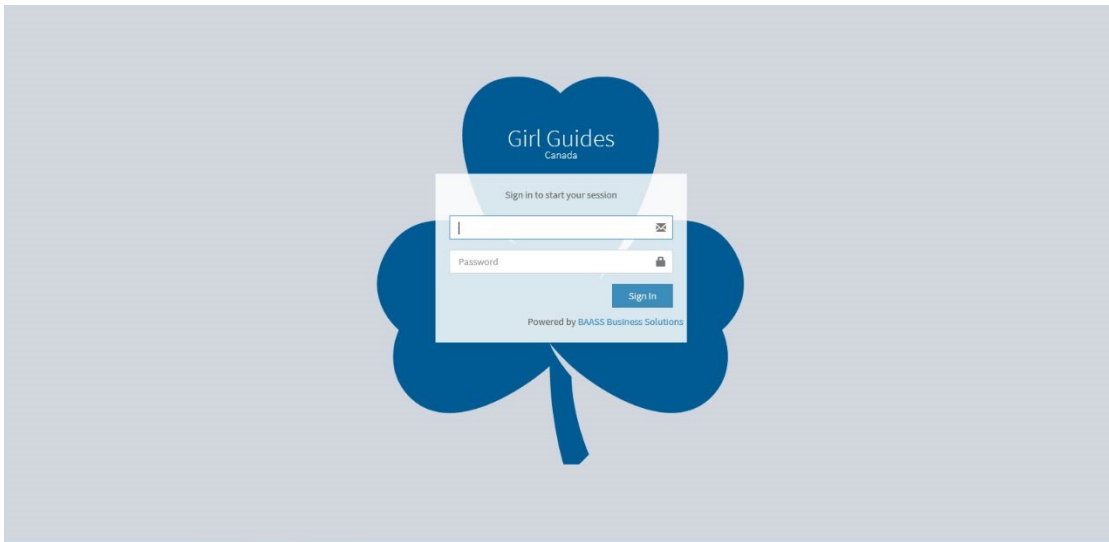 Girl Guides
Canada
Sign in to start your session
Password
Sign In
Powered by BAASS Business Solutions